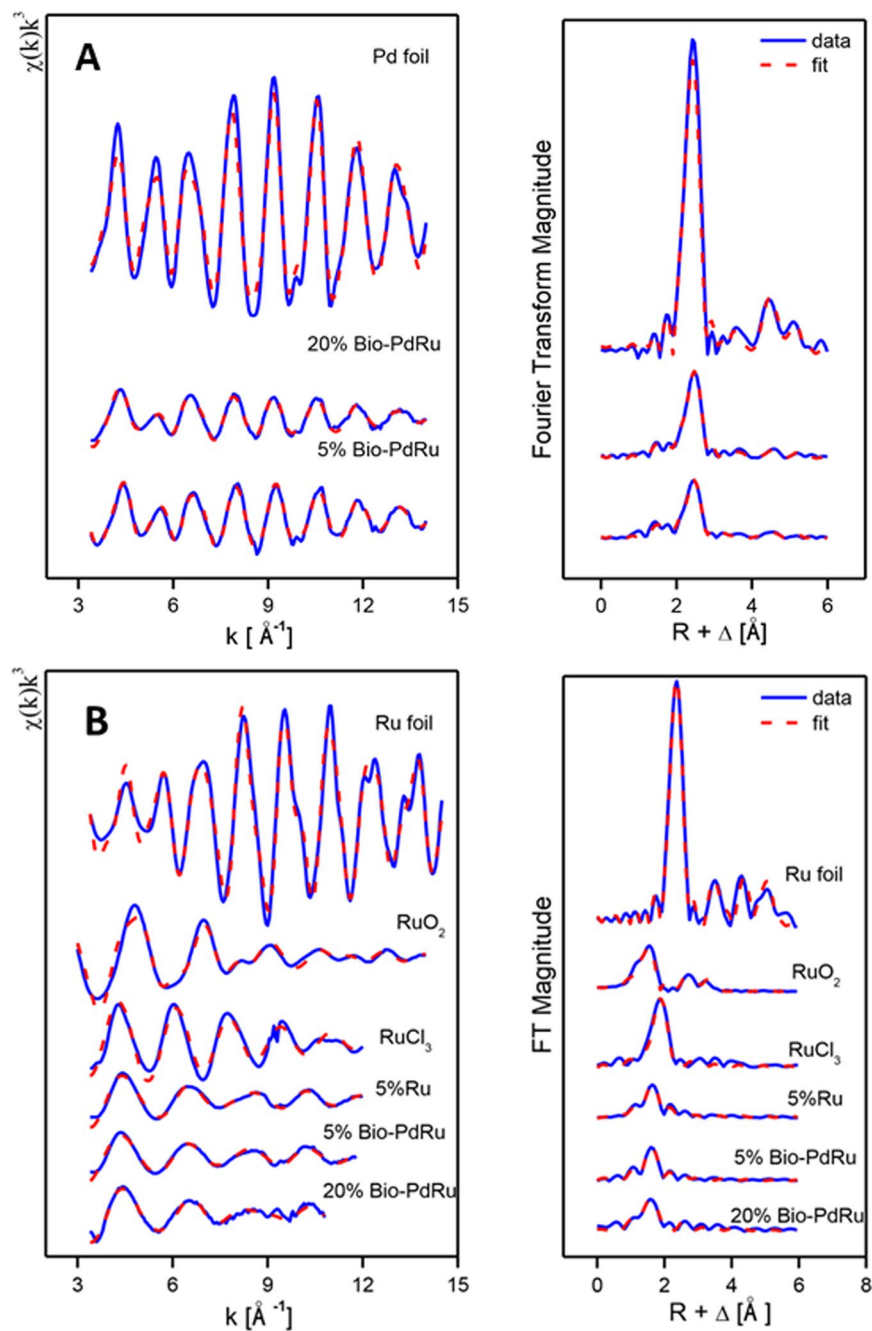 χ(k)k³
A
Pd foil
20% Bio-PdRu
5% Bio-PdRu
3 6 9 12 15
k [ Å⁻¹]
data
fit
Fourier Transform Magnitude
0 2 4 6
R + Δ [Å]
χ(k)k³
B
Ru foil
RuO₂
RuCl₃
5%Ru
5% Bio-PdRu
20% Bio-PdRu
3 6 9 12 15
k [Å⁻¹]
data
fit
FT Magnitude
Ru foil
RuO₂
RuCl₃
5%Ru
5% Bio-PdRu
20% Bio-PdRu
0 2 4 6 8
R + Δ [Å ]